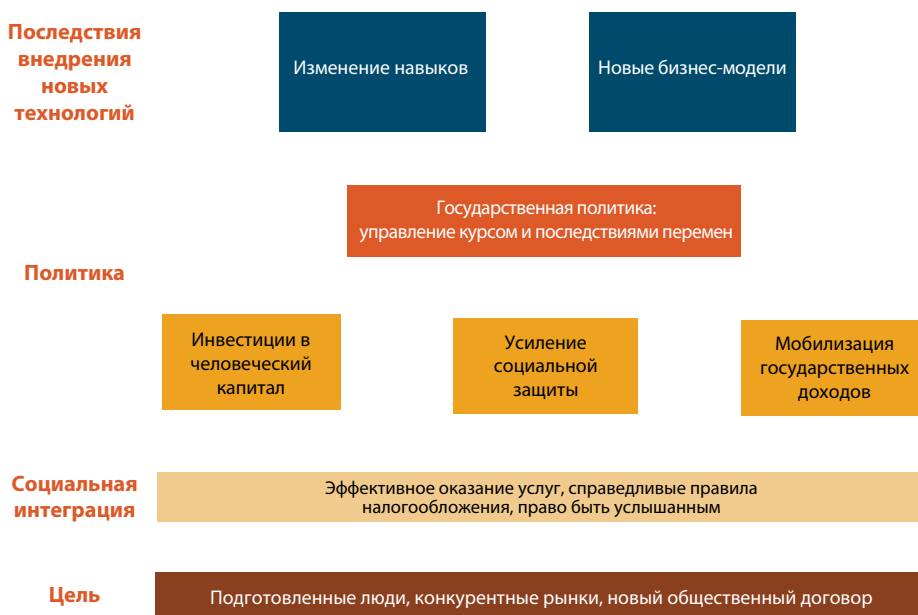 Последствия
внедрения
новых
технологий
Изменение навыков
Новые бизнес-модели
Государственная политика:
управление курсом и последствиями перемен
Политика
Инвестиции в
человеческий
капитал
Усиление
социальной
защиты
Мобилизация
государственных
доходов
Социальная
интеграция
Эффективное оказание услуг, справедливые правила
налогообложения, право быть услышанным
Цель
Подготовленные люди, конкурентные рынки, новый общественный договор